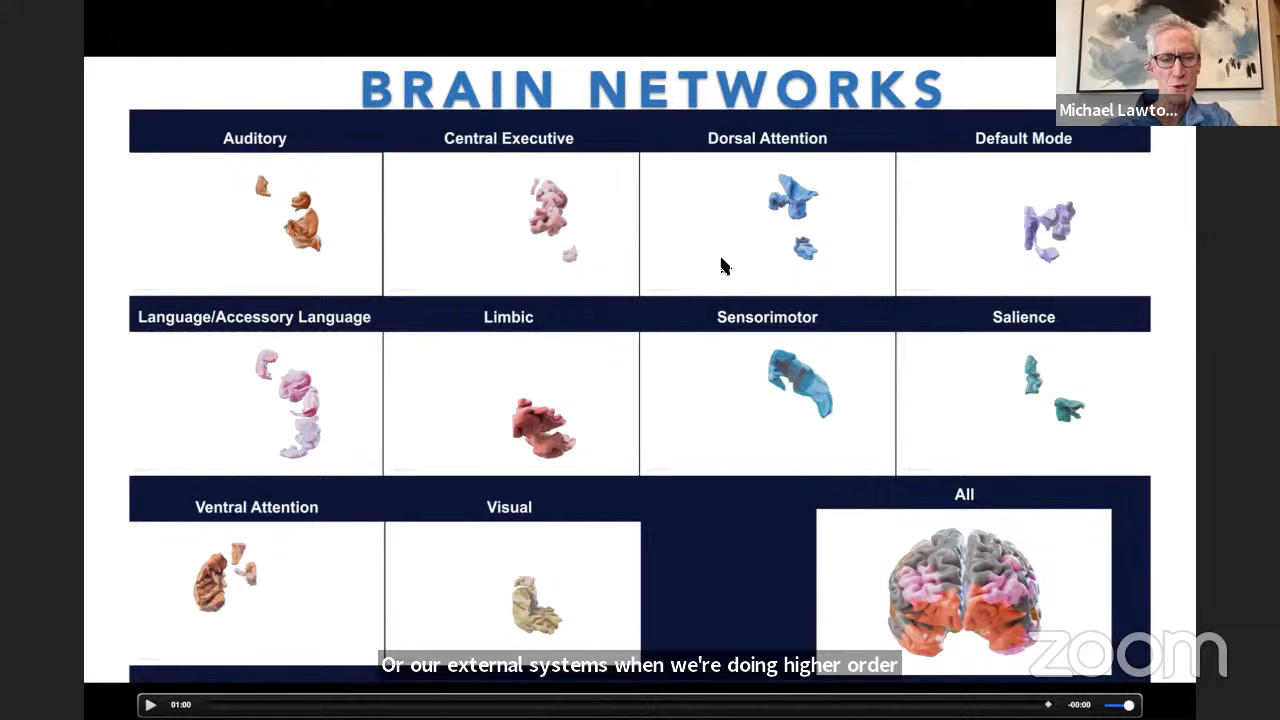 BRAIN NETWORKS
Michael Lawto...
Auditory
Central Executive
Dorsal Attention
Default Mode
Language/Accessory Language
Limbic
Sensorimotor
Salience
Ventral Attention
Visual
All
zoom
Or our external systems when we're doing higher order
01:00
-00:00